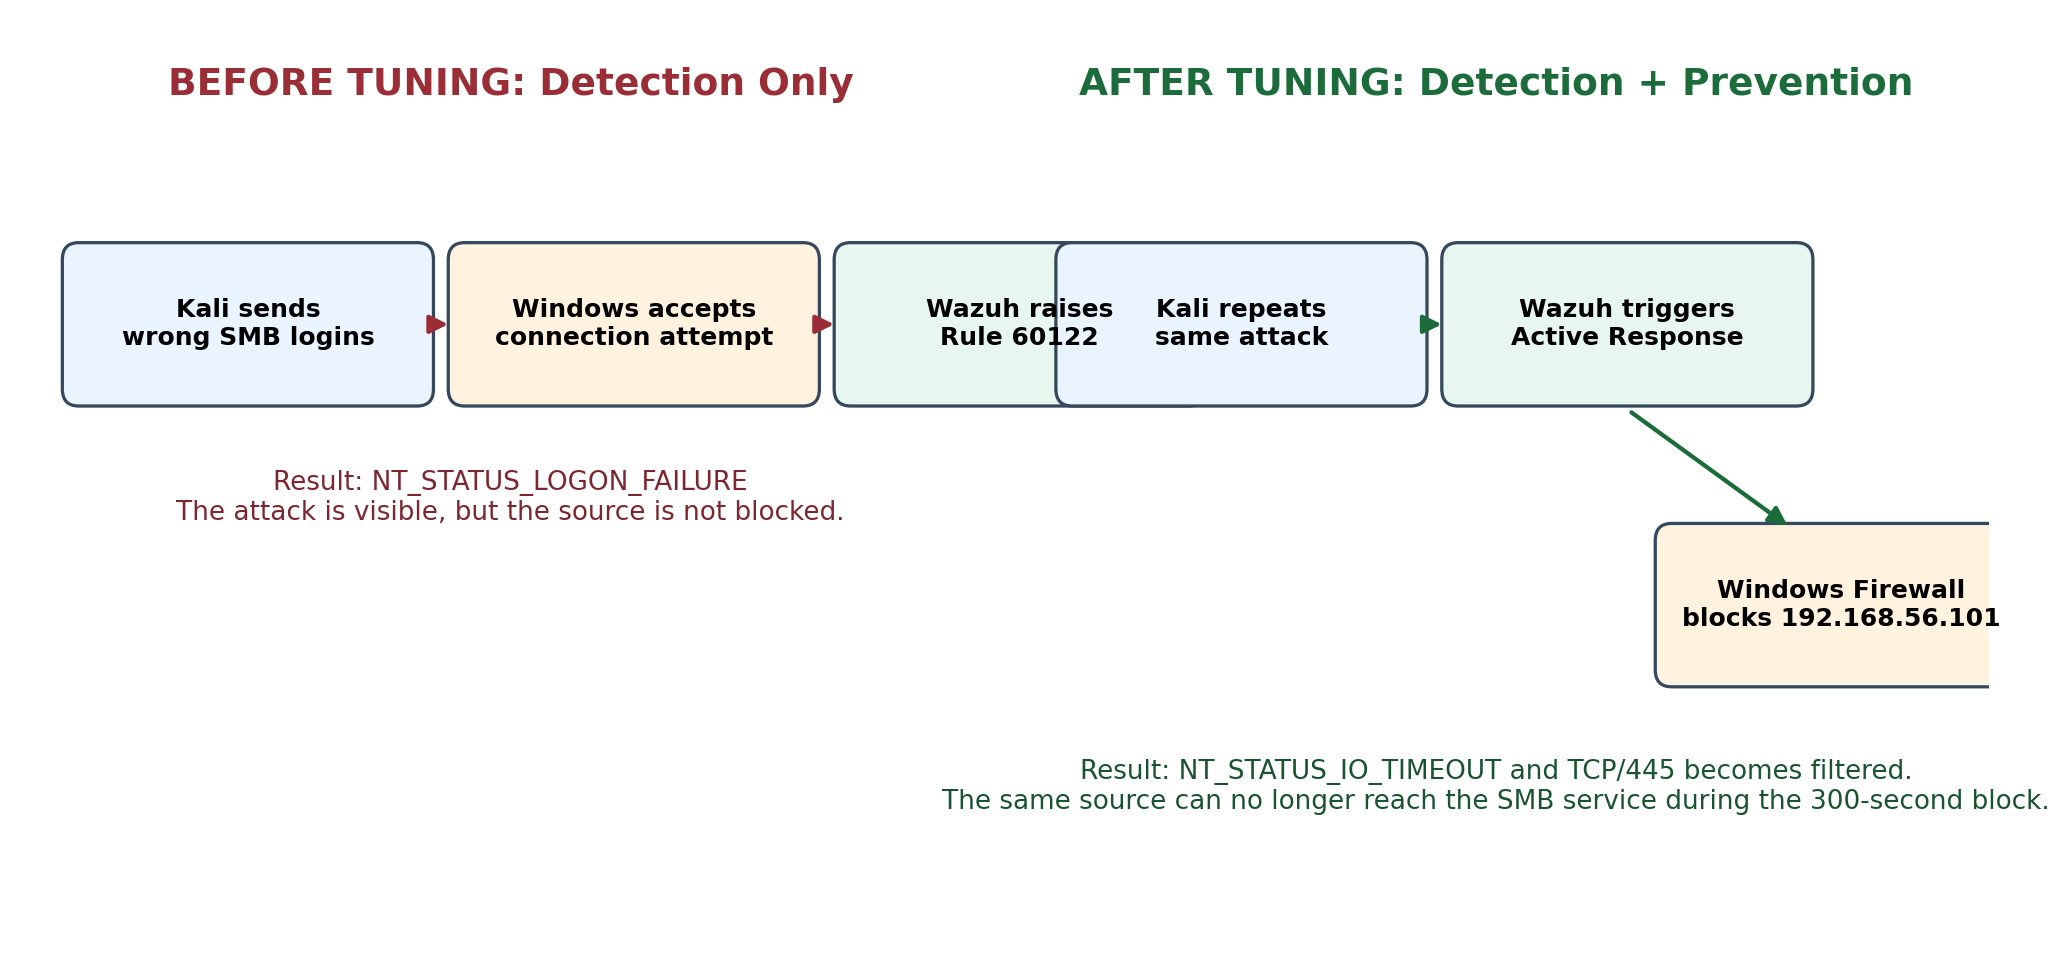 BEFORE TUNING: Detection Only
AFTER TUNING: Detection + Prevention
Kali sends
wrong SMB logins
Windows accepts
connection attempt
Wazuh raises
Rule 60122
Kali repeats
same attack
Wazuh triggers
Active Response
Result: NT_STATUS_LOGON_FAILURE
The attack is visible, but the source is not blocked.
Windows Firewall
blocks 192.168.56.101
Result: NT_STATUS_IO_TIMEOUT and TCP/445 becomes filtered.
The same source can no longer reach the SMB service during the 300-second block.